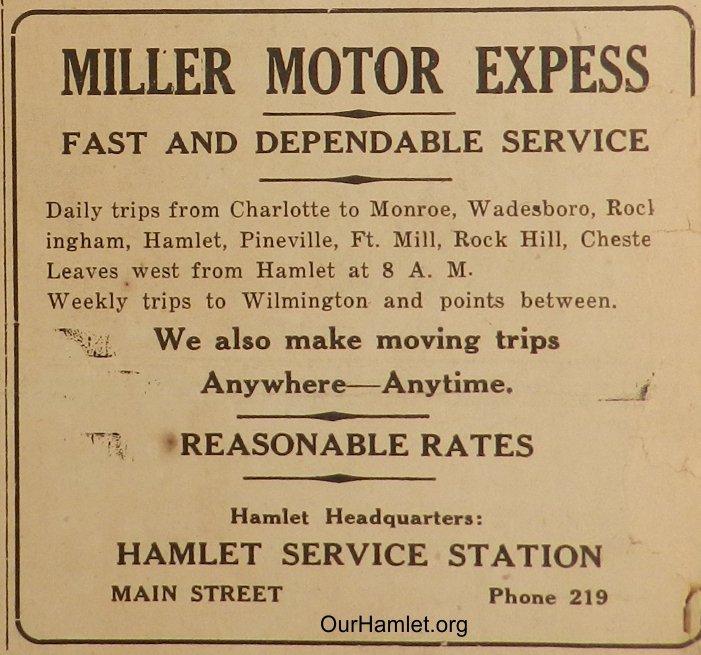 MILLER MOTOR EXPESS
FAST AND DEPENDABLE SERVICE
Daily trips from Charlotte to Monroe, Wadesboro, Rock
ingham, Hamlet, Pineville, Ft. Mill, Rock Hill, Cheste
Leaves west from Hamlet at 8 A. M.
Weekly trips to Wilmington and points between.
We also make moving trips
Anywhere—Anytime.
REASONABLE RATES
Hamlet Headquarters:
HAMLET SERVICE STATION
MAIN STREET Phone 219
OurHamlet.org